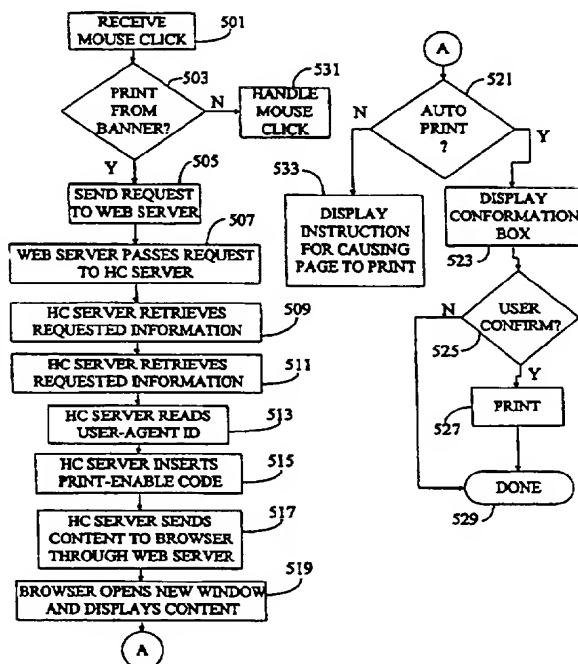 RECEIVE
MOUSE CLICK
501
503
PRINT
FROM
BANNER?
N
531
HANDLE
MOUSE
CLICK
Y
505
SEND REQUEST
TO WEB SERVER
507
WEB SERVER PASSES REQUEST
TO HC SERVER
HC SERVER RETRIEVES
REQUESTED INFORMATION
509
HC SERVER RETRIEVES
REQUESTED INFORMATION
511
HC SERVER READS
USER-AGENT ID
513
HC SERVER INSERTS
PRINT-ENABLE CODE
515
517
HC SERVER SENDS
CONTENT TO BROWSER
THROUGH WEB SERVER
519
BROWSER OPENS NEW WINDOW
AND DISPLAYS CONTENT
A
A
521
N
AUTO
PRINT
?
Y
533
DISPLAY
INSTRUCTION
FOR CAUSING
PAGE TO PRINT
DISPLAY
CONFORMATION
BOX
523
N
USER
CONFIRM?
525
Y
PRINT
527
DONE
529